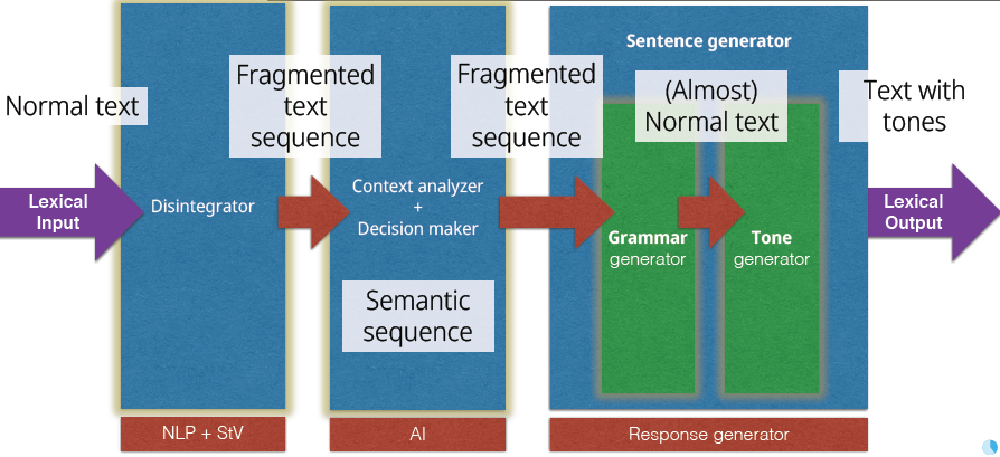 Sentence generator
Normal text
Fragmented
text
sequence
Fragmented
text
sequence
(Almost)
Normal text
Text with
tones
Lexical
Input
Disintegrator
Context analyzer
+
Decision maker
Grammar
generator
Tone
generator
Lexical
Output
Semantic
sequence
NLP + StV
AI
Response generator